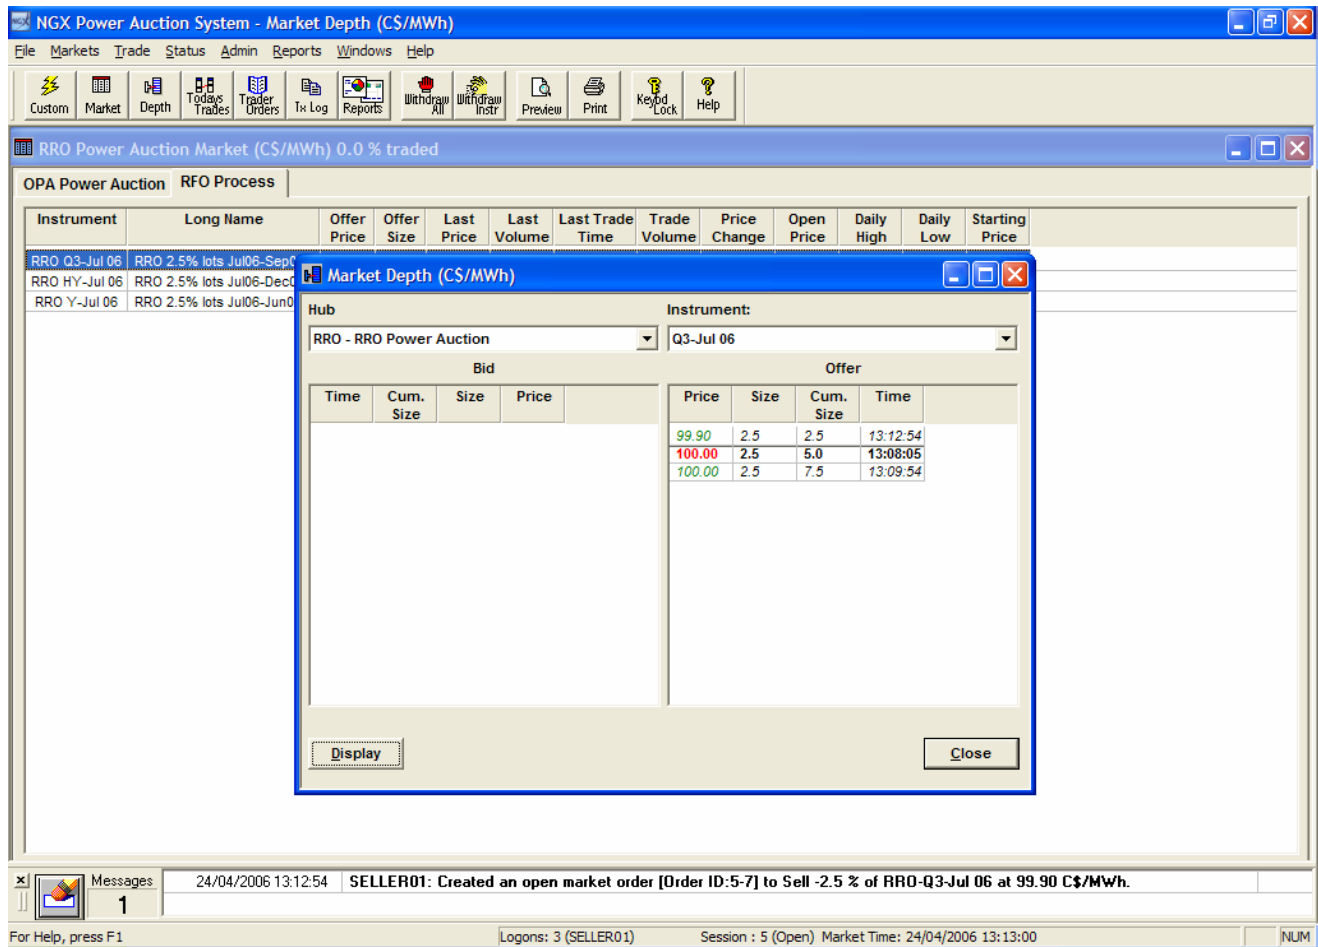 NGX Power Auction System - Market Depth (C$/MWh)
File Markets Trade Status Admin Reports Windows Help
Custom Market Depth Todays Trades Trader Orders Tx Log Reports Withdraw All Withdraw Instr Preview Print Keybd Lock Help
RRO Power Auction Market (C$/MWh) 0.0 % traded
OPA Power Auction RFO Process
Instrument Long Name Offer Price Offer Size Last Price Last Volume Last Trade Time Trade Volume Price Change Open Price Daily High Daily Low Starting Price
RRO Q3-Jul 06 RRO 2.5% lots Jul06-Sep0
RRO HY-Jul 06 RRO 2.5% lots Jul06-Dec0
RRO Y-Jul 06 RRO 2.5% lots Jul06-Jun0
Market Depth (C$/MWh)
Hub Instrument:
RRO - RRO Power Auction Q3-Jul 06
Bid Offer
Time Cum. Size Size Price Price Size Cum. Size Time
99.90 2.5 2.5 13:12:54
100.00 2.5 5.0 13:08:05
100.00 2.5 7.5 13:09:54
Display Close
Messages 24/04/2006 13:12:54 SELLER01: Created an open market order [Order ID:5-7] to Sell -2.5 % of RRO-Q3-Jul 06 at 99.90 C$/MWh.
1
For Help, press F1 Logons: 3 (SELLER01) Session : 5 (Open) Market Time: 24/04/2006 13:13:00 NUM